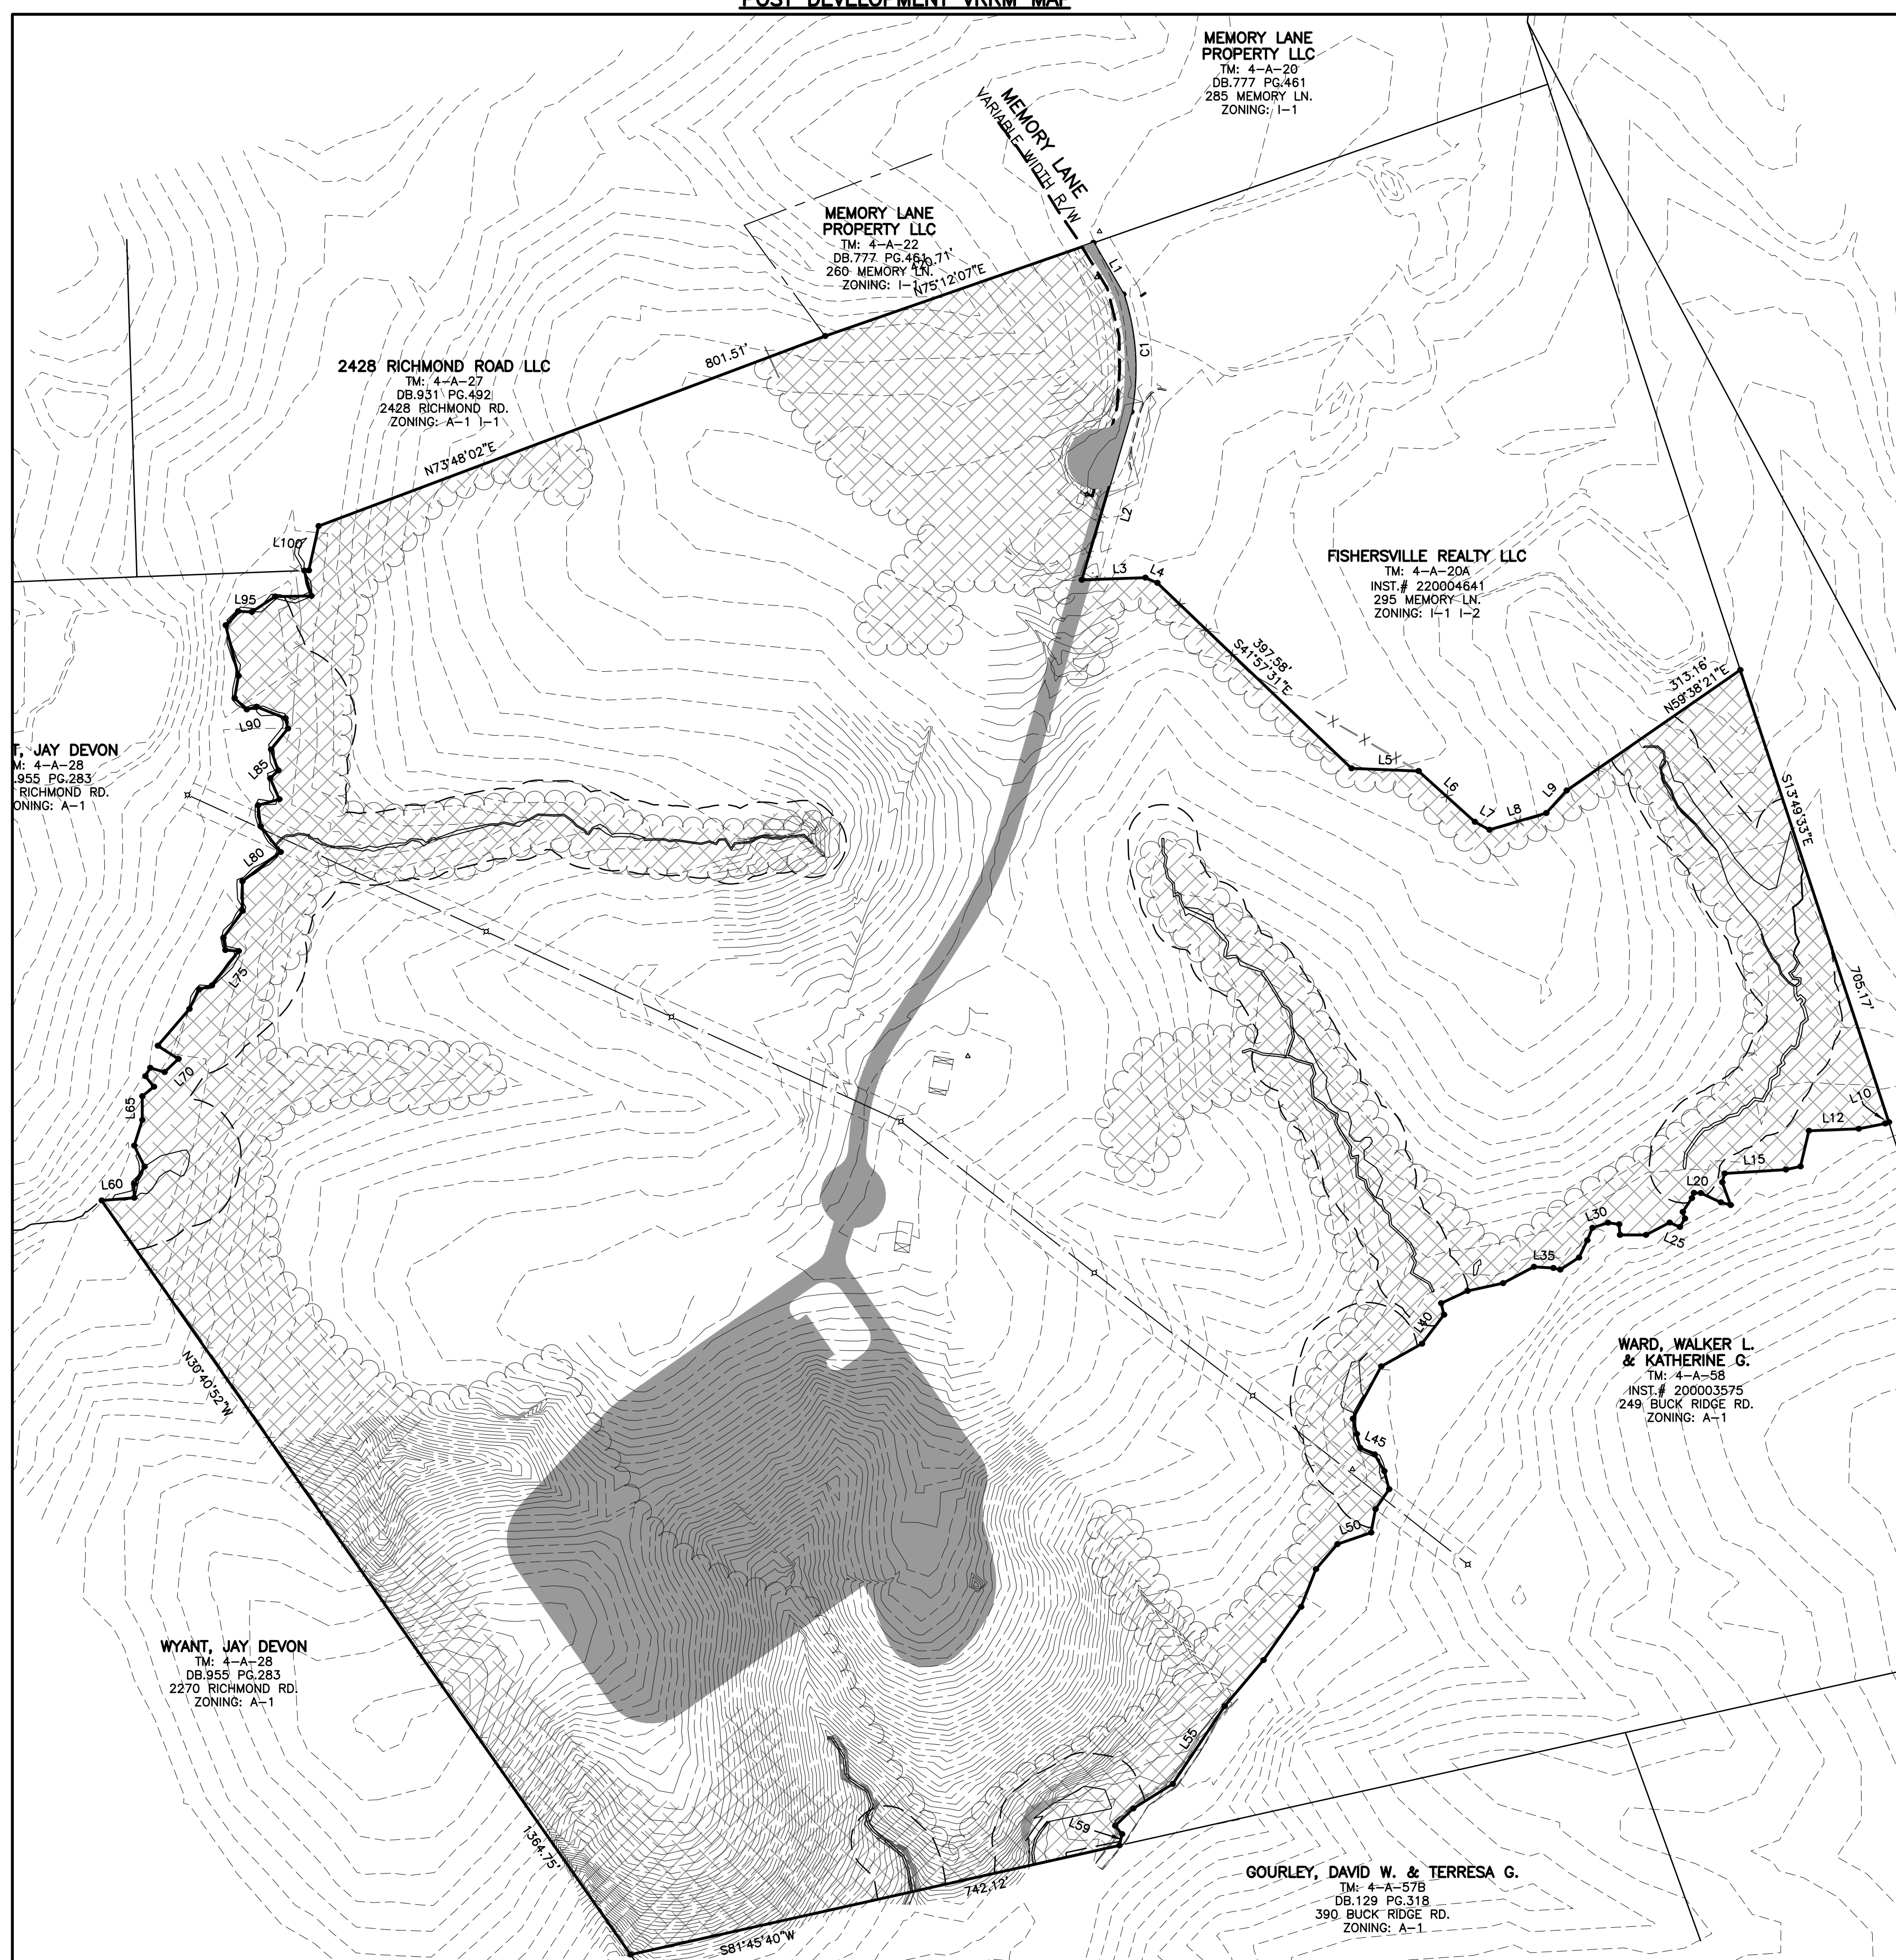 POST DEVELOPMENT VRRM MAP
MEMORY LANE
PROPERTY LLC
TM: 4-A-20
DB.777 PG.461
285 MEMORY LN.
ZONING: I-1
MEMORY LANE
VARIABLE WIDTH R/W
MEMORY LANE
PROPERTY LLC
TM: 4-A-22
DB.777 PG.461
260 MEMORY LN.
ZONING: I-1
N75°12'07"E
L1
C1
801.51'
2428 RICHMOND ROAD LLC
TM: 4-A-27
DB.931 PG.492
2428 RICHMOND RD.
ZONING: A-1 I-1
N73°48'02"E
L2
L100
L3
L4
FISHERSVILLE REALTY LLC
TM: 4-A-20A
INST.# 220004641
295 MEMORY LN.
ZONING: I-1 I-2
L95
397.58'
S41°57'31"E
313.16'
N59°38'21"E
L90
T, JAY DEVON
M: 4-A-28
.955 PG.283
RICHMOND RD.
ONING: A-1
L85
L5
L6
L7
L8
L9
S13°49'33"E
L80
L75
705.17'
L70
L65
L10
L12
L15
L20
L60
L25
L30
L35
L40
N30°40'52"W
WARD, WALKER L.
& KATHERINE G.
TM: 4-A-58
INST.# 200003575
249 BUCK RIDGE RD.
ZONING: A-1
L45
L50
WYANT, JAY DEVON
TM: 4-A-28
DB.955 PG.283
2270 RICHMOND RD.
ZONING: A-1
L55
L59
1364.75'
742.12'
S81°45'40"W
GOURLEY, DAVID W. & TERRESA G.
TM: 4-A-57B
DB.129 PG.318
390 BUCK RIDGE RD.
ZONING: A-1